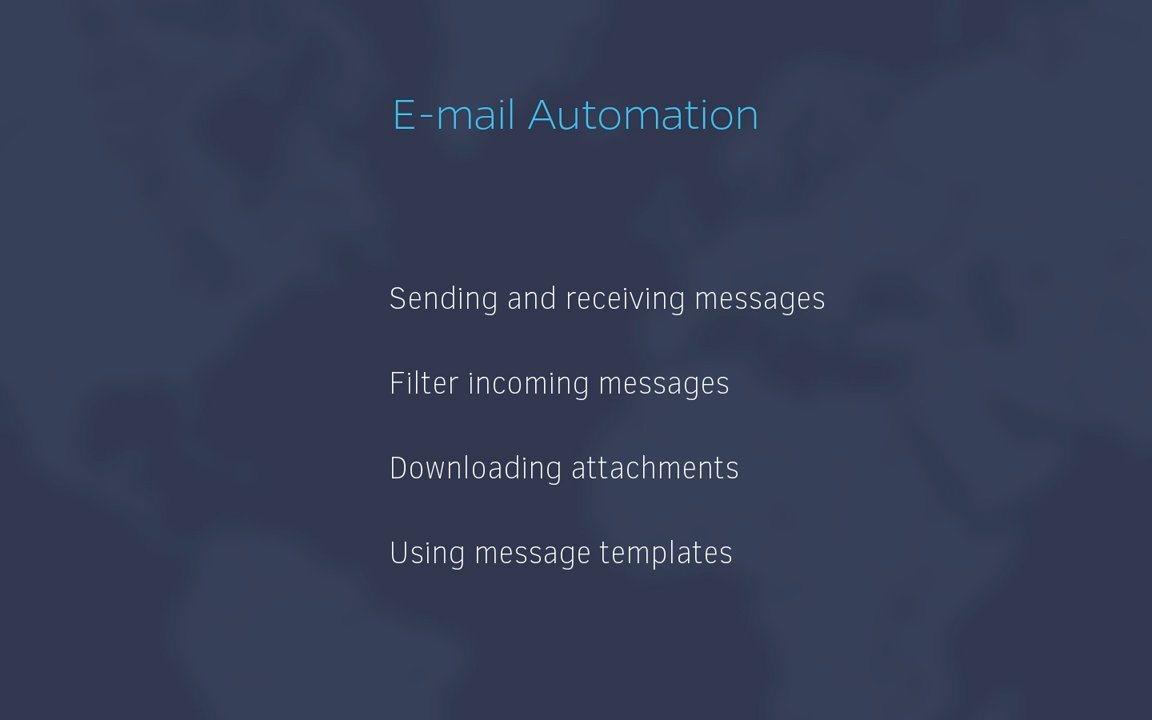 E-mail Automation
Sending and receiving messages
Filter incoming messages
Downloading attachments
Using message templates